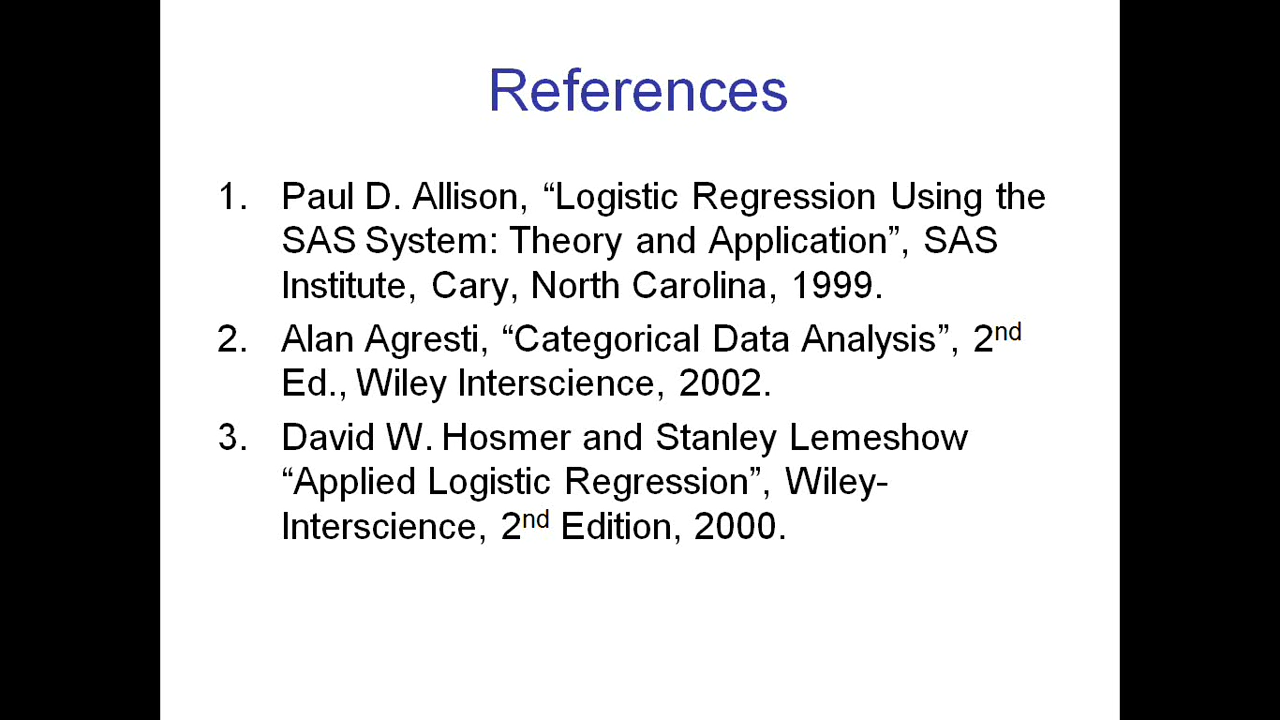 References
1. Paul D. Allison, “Logistic Regression Using the
SAS System: Theory and Application”, SAS
Institute, Cary, North Carolina, 1999.
2. Alan Agresti, “Categorical Data Analysis”, 2nd
Ed., Wiley Interscience, 2002.
3. David W. Hosmer and Stanley Lemeshow
“Applied Logistic Regression”, Wiley-
Interscience, 2nd Edition, 2000.